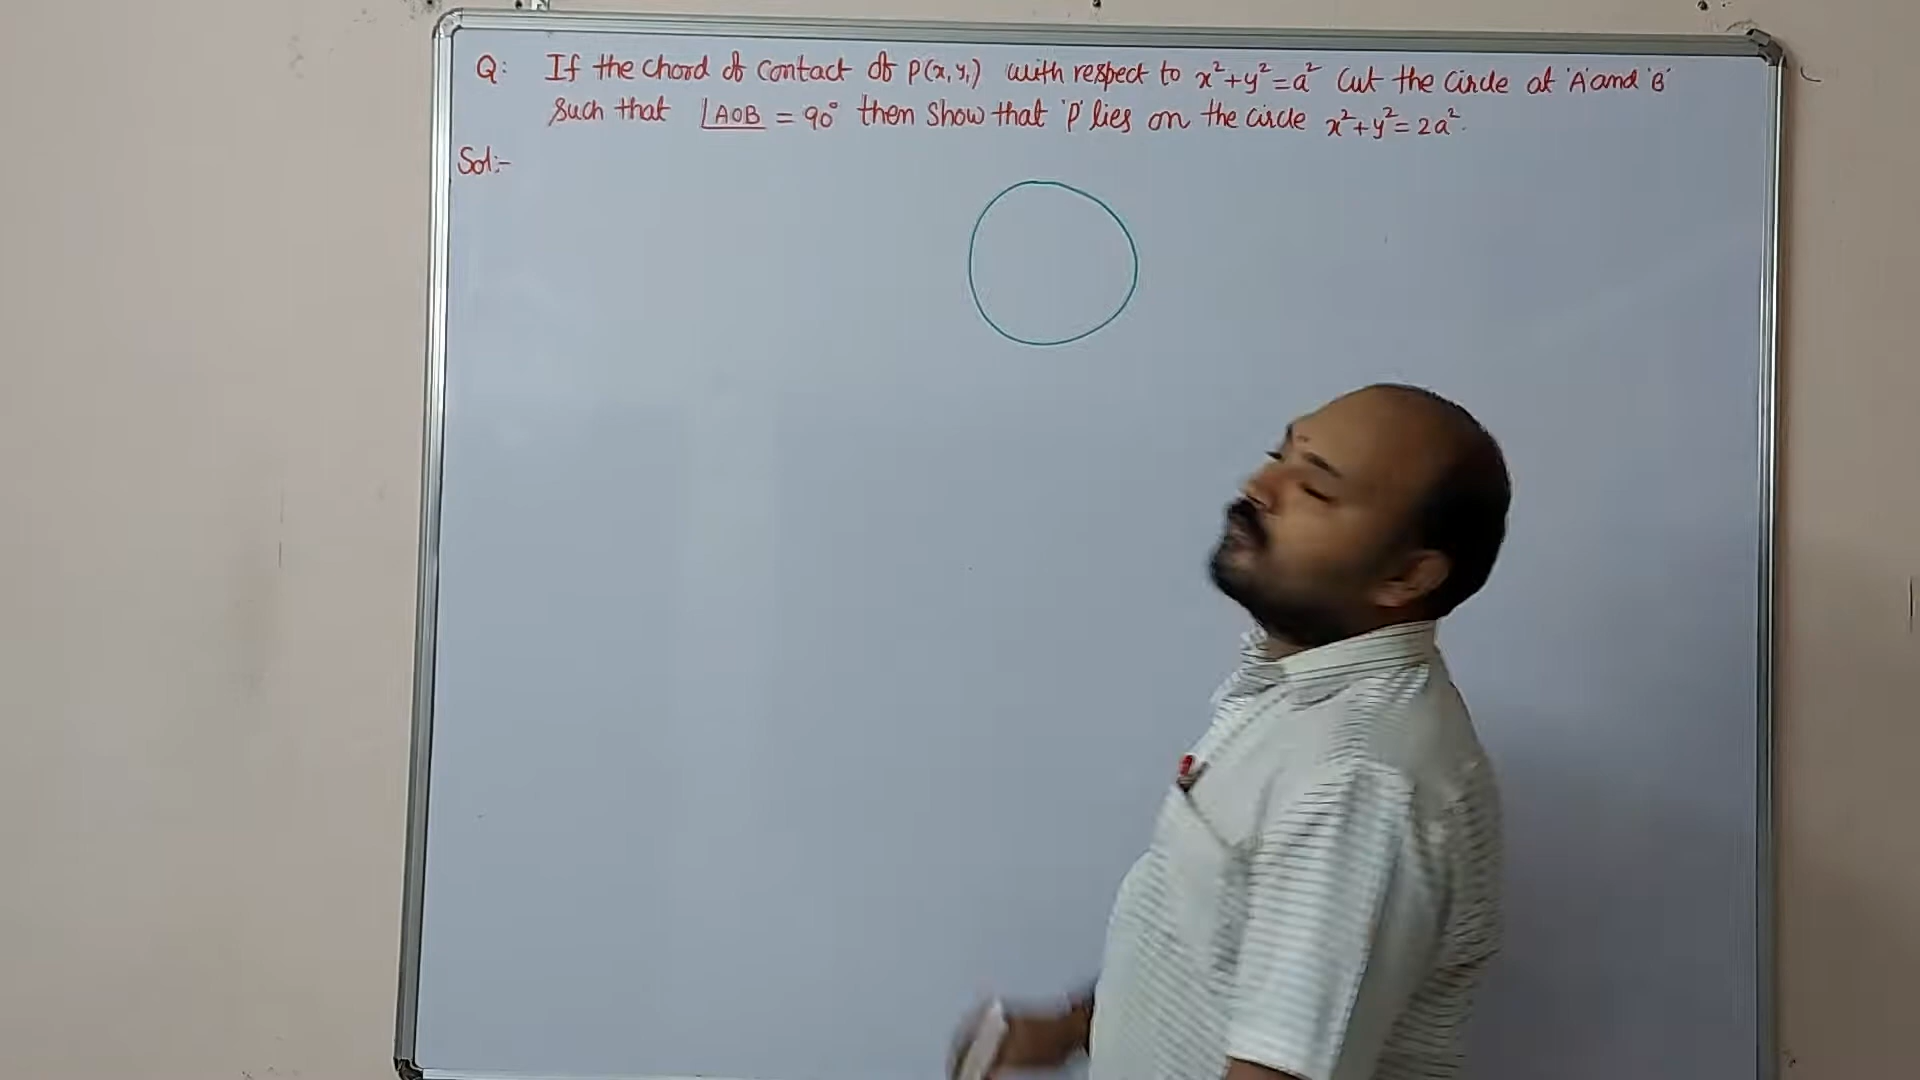 Q: If the chord of contact of P(x₁y₁) with respect to x²+y²=a² cut the circle at 'A' and 'B'
such that ∠AOB = 90° then show that 'P' lies on the circle x²+y²=2a².
Sol:-